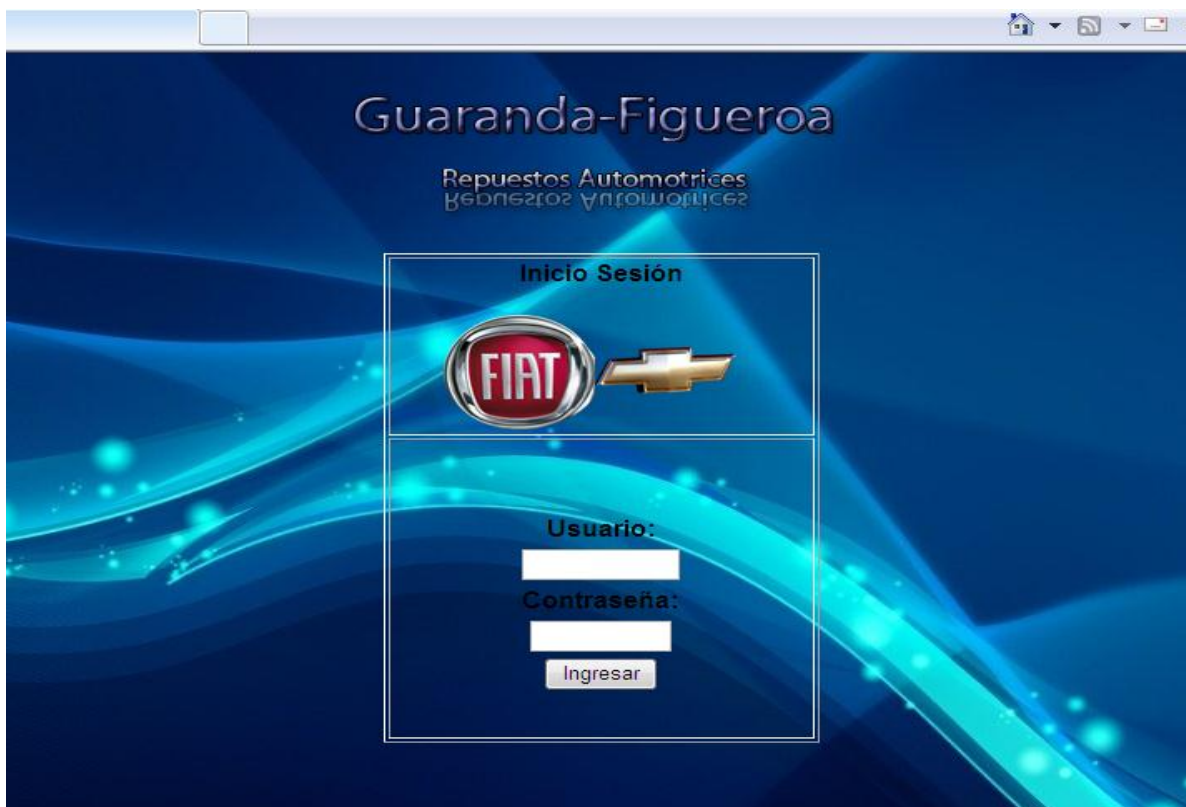 Guaranda-Figueroa
Repuestos Automotrices
Inicio Sesión
FIAT
Usuario:
Contraseña:
Ingresar